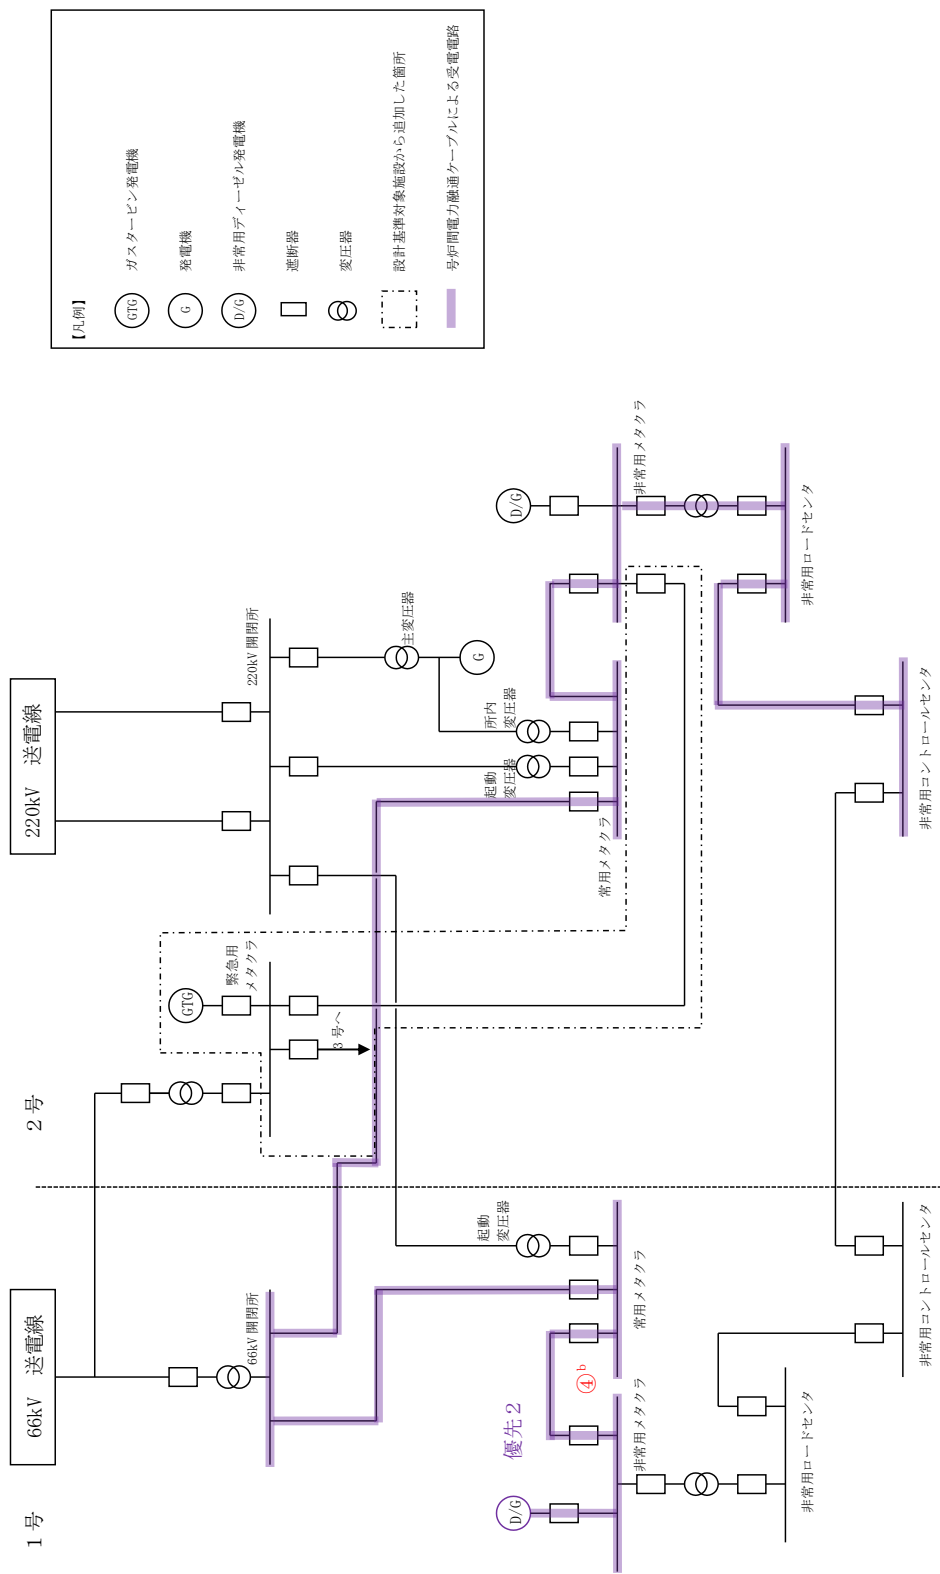 【凡例】
GTG
ガスタービン発電機
G
発電機
D/G
非常用ディーゼル発電機
遮断器
変圧器
設計基準対象施設から追加した箇所
号炉間電力融通ケーブルによる受電電路
1号
2号
66kV 送電線
220kV 送電線
66kV 開閉所
220kV 開閉所
GTG
緊急用
メタクラ
3号へ
主変圧器
G
所内
変圧器
起動
変圧器
起動
変圧器
D/G
優先2
④b
D/G
非常用メタクラ
常用メタクラ
常用メタクラ
非常用メタクラ
非常用ロードセンタ
非常用ロードセンタ
非常用コントロールセンタ
非常用コントロールセンタ